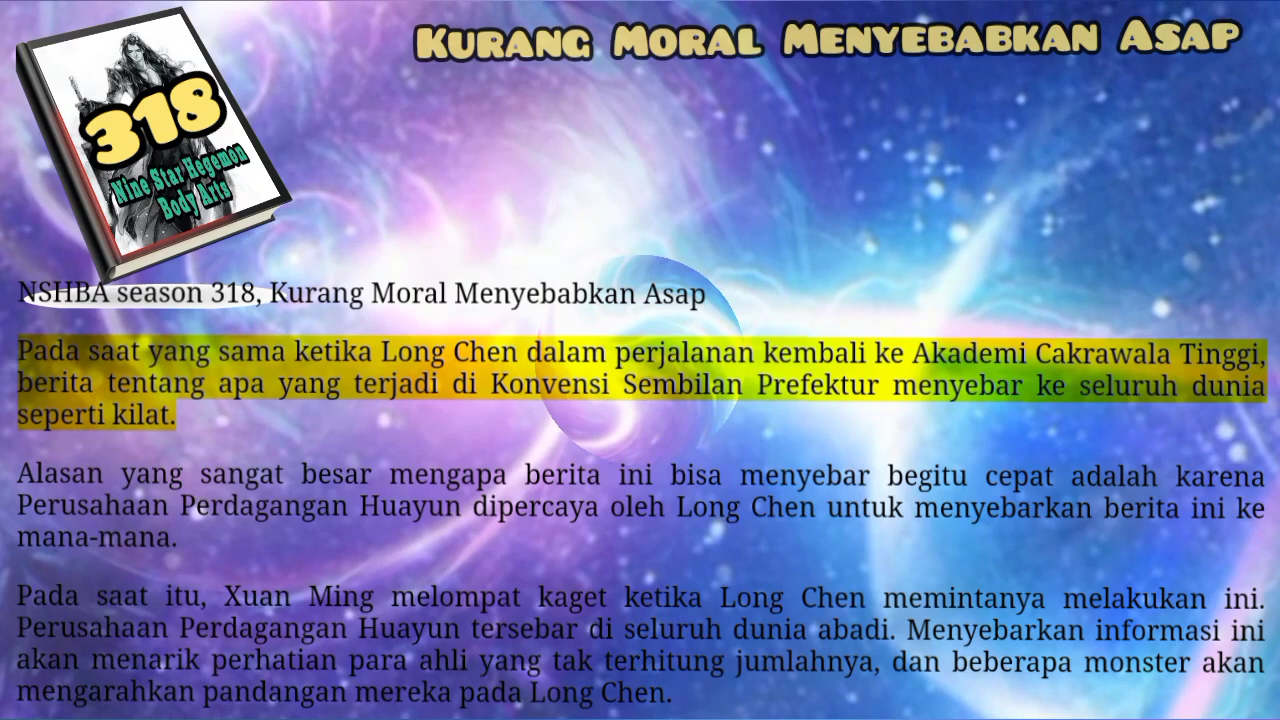 Kurang Moral Menyebabkan Asap
318
Nine Star Hegemon
Body Arts
NSHBA season 318, Kurang Moral Menyebabkan Asap
Pada saat yang sama ketika Long Chen dalam perjalanan kembali ke Akademi Cakrawala Tinggi,
berita tentang apa yang terjadi di Konvensi Sembilan Prefektur menyebar ke seluruh dunia
seperti kilat.
Alasan yang sangat besar mengapa berita ini bisa menyebar begitu cepat adalah karena
Perusahaan Perdagangan Huayun dipercaya oleh Long Chen untuk menyebarkan berita ini ke
mana-mana.
Pada saat itu, Xuan Ming melompat kaget ketika Long Chen memintanya melakukan ini.
Perusahaan Perdagangan Huayun tersebar di seluruh dunia abadi. Menyebarkan informasi ini
akan menarik perhatian para ahli yang tak terhitung jumlahnya, dan beberapa monster akan
mengarahkan pandangan mereka pada Long Chen.